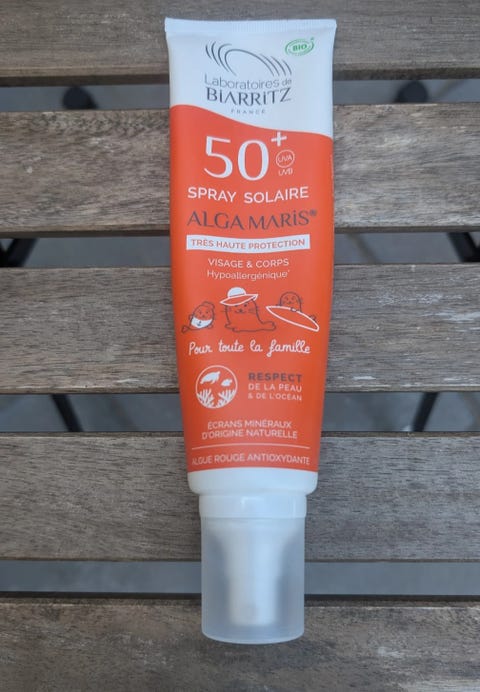 BIO
Laboratoires de
BIARRITZ
FRANCE
50+
UVA
UVB
SPRAY SOLAIRE
ALGA MARIS®
TRÈS HAUTE PROTECTION
VISAGE & CORPS
Hypoallergénique*
Pour toute la famille
RESPECT
DE LA PEAU
& DE L'OCÉAN
ÉCRANS MINÉRAUX
D'ORIGINE NATURELLE
ALGUE ROUGE ANTIOXYDANTE